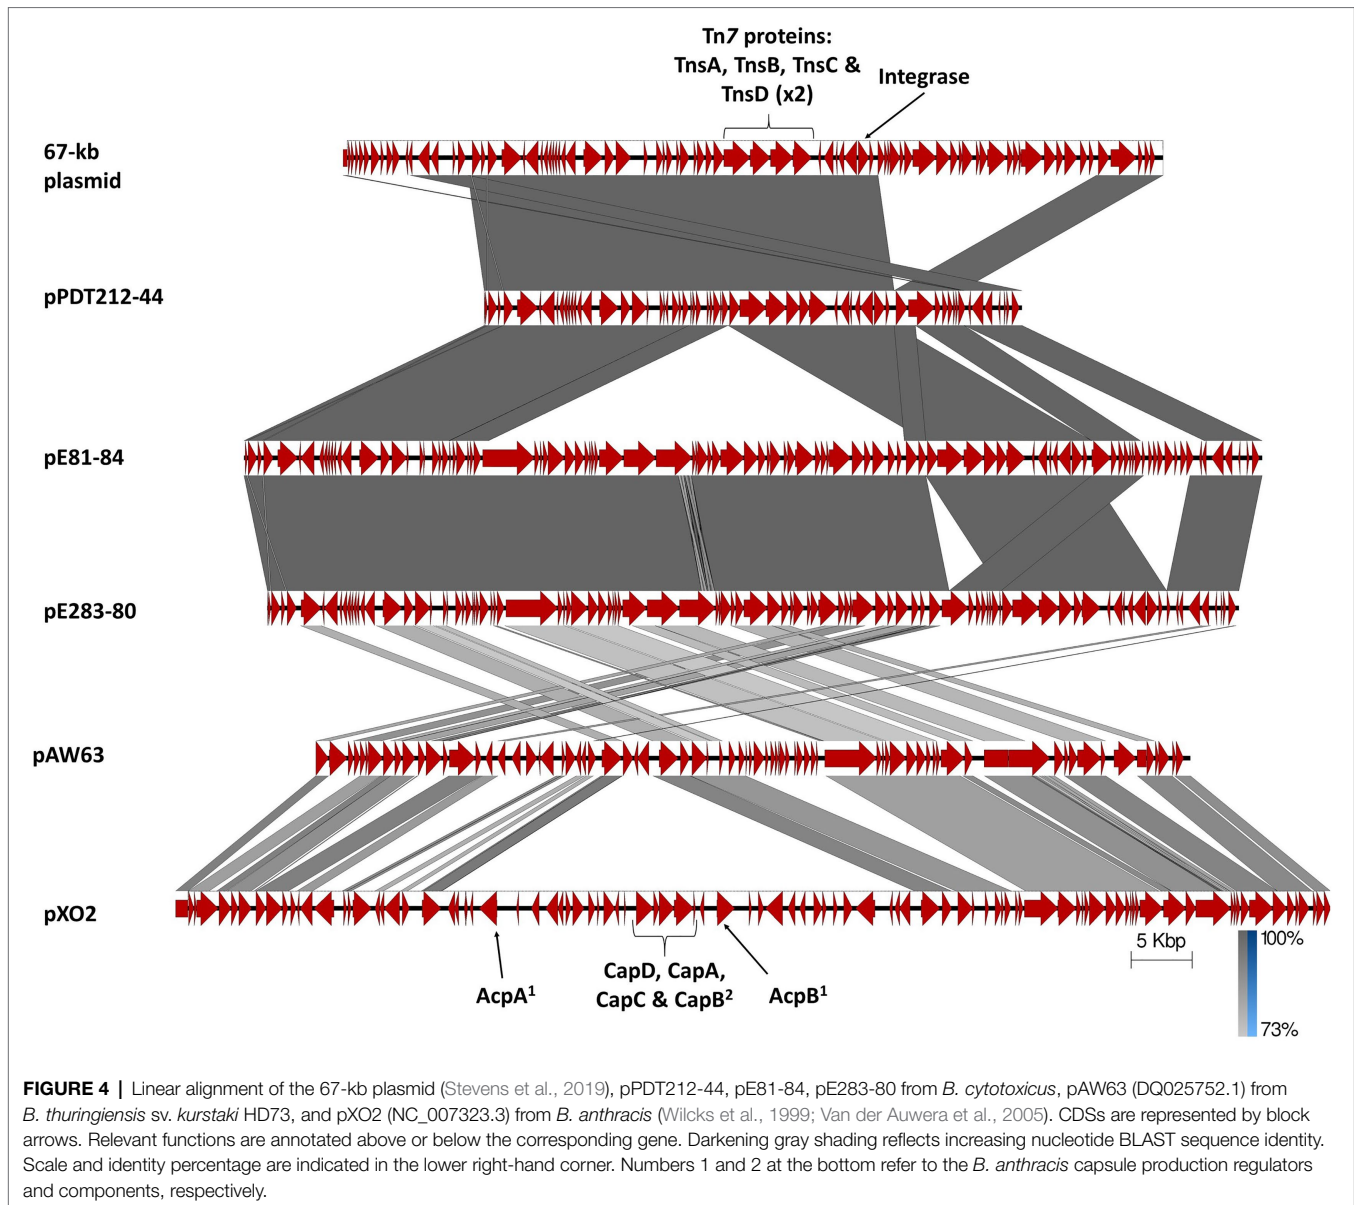 Tn7 proteins:
TnsA, TnsB, TnsC &
TnsD (x2)
Integrase
67-kb
plasmid
pPDT212-44
pE81-84
pE283-80
pAW63
pXO2
5 Kbp
100%
73%
AcpA¹
CapD, CapA,
CapC & CapB²
AcpB¹
FIGURE 4 | Linear alignment of the 67-kb plasmid (Stevens et al., 2019), pPDT212-44, pE81-84, pE283-80 from B. cytotoxicus, pAW63 (DQ025752.1) from
B. thuringiensis sv. kurstaki HD73, and pXO2 (NC_007323.3) from B. anthracis (Wilcks et al., 1999; Van der Auwera et al., 2005). CDSs are represented by block
arrows. Relevant functions are annotated above or below the corresponding gene. Darkening gray shading reflects increasing nucleotide BLAST sequence identity.
Scale and identity percentage are indicated in the lower right-hand corner. Numbers 1 and 2 at the bottom refer to the B. anthracis capsule production regulators
and components, respectively.